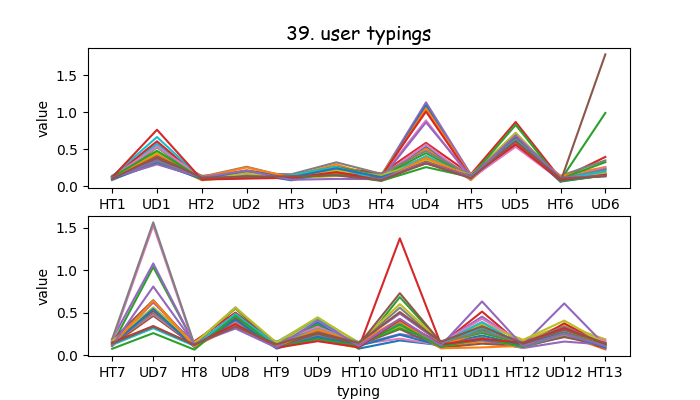 39. user typings
value
1.5
1.0
0.5
0.0
HT1 UD1 HT2 UD2 HT3 UD3 HT4 UD4 HT5 UD5 HT6 UD6
value
1.5
1.0
0.5
0.0
HT7 UD7 HT8 UD8 HT9 UD9 HT10 UD10 HT11 UD11 HT12 UD12 HT13
typing